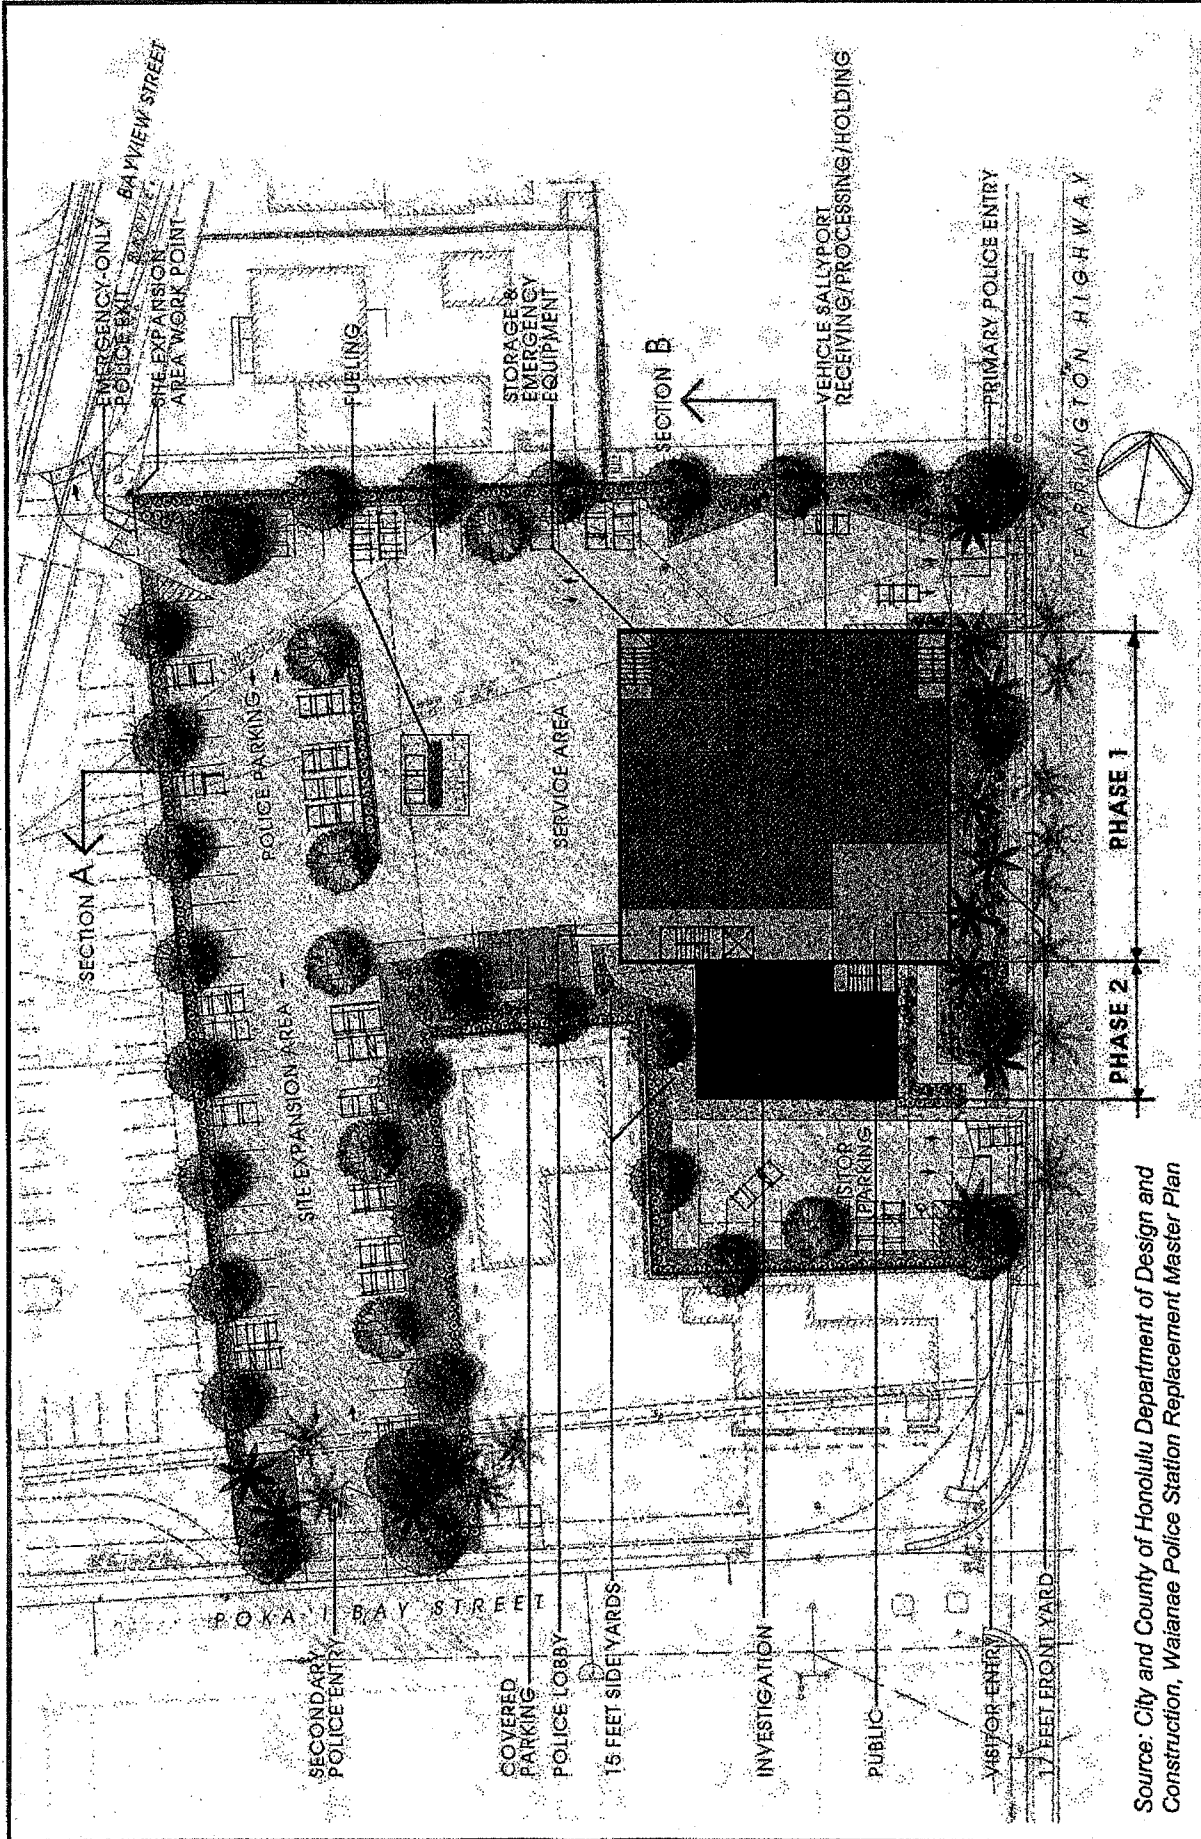 SECONDARY
POLICE ENTRY
COVERED
PARKING
POLICE LOBBY
15 FEET SIDE YARDS
INVESTIGATION
PUBLIC
VISITOR ENTRY
17 FEET FRONT YARD
POKA'I BAY STREET
SITE EXPANSION AREA
POLICE PARKING
SECTION A
SERVICE AREA
VISITOR
PARKING
PHASE 2
PHASE 1
EMERGENCY-ONLY
POLICE EXIT
BAYVIEW STREET
SITE EXPANSION
AREA WORK POINT
FUELING
STORAGE &
EMERGENCY
EQUIPMENT
SECTION B
VEHICLE SALLYPORT
RECEIVING/PROCESSING/HOLDING
PRIMARY POLICE ENTRY
FARRINGTON HIGHWAY
Source: City and County of Honolulu Department of Design and
Construction, Waianae Police Station Replacement Master Plan